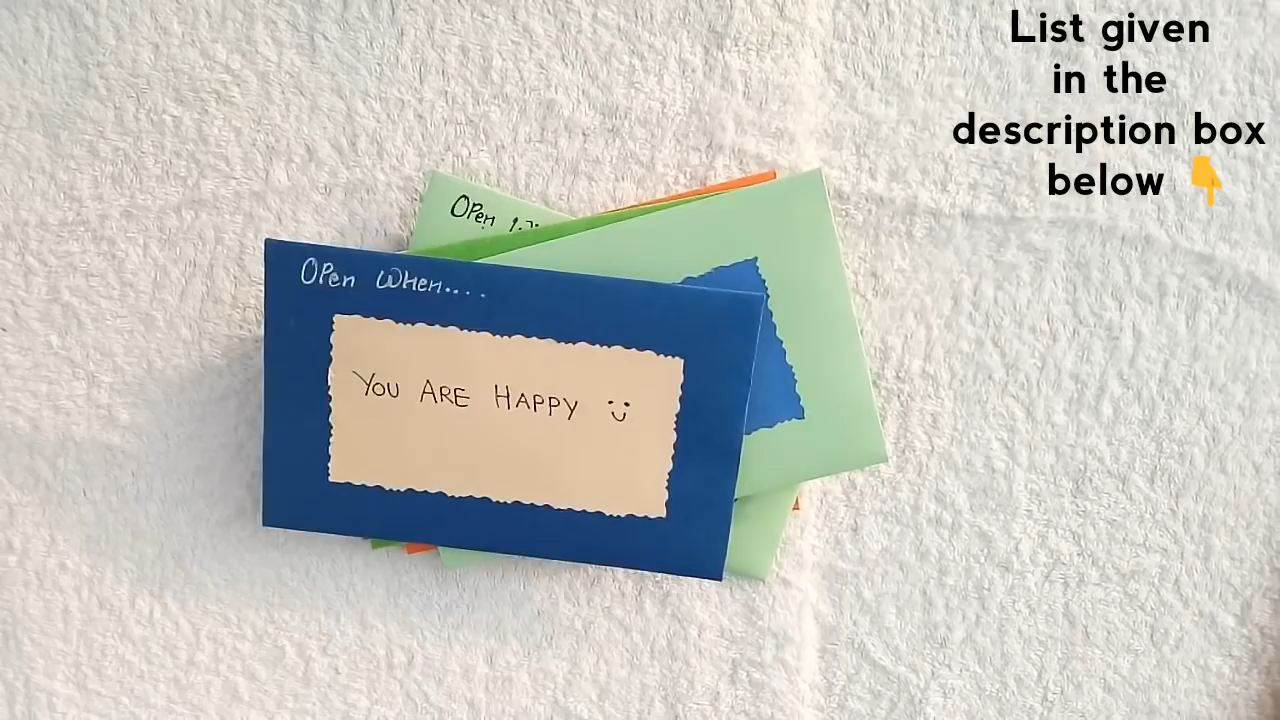 List given
in the
description box
below 👇
Open
Open When....
You Are Happy